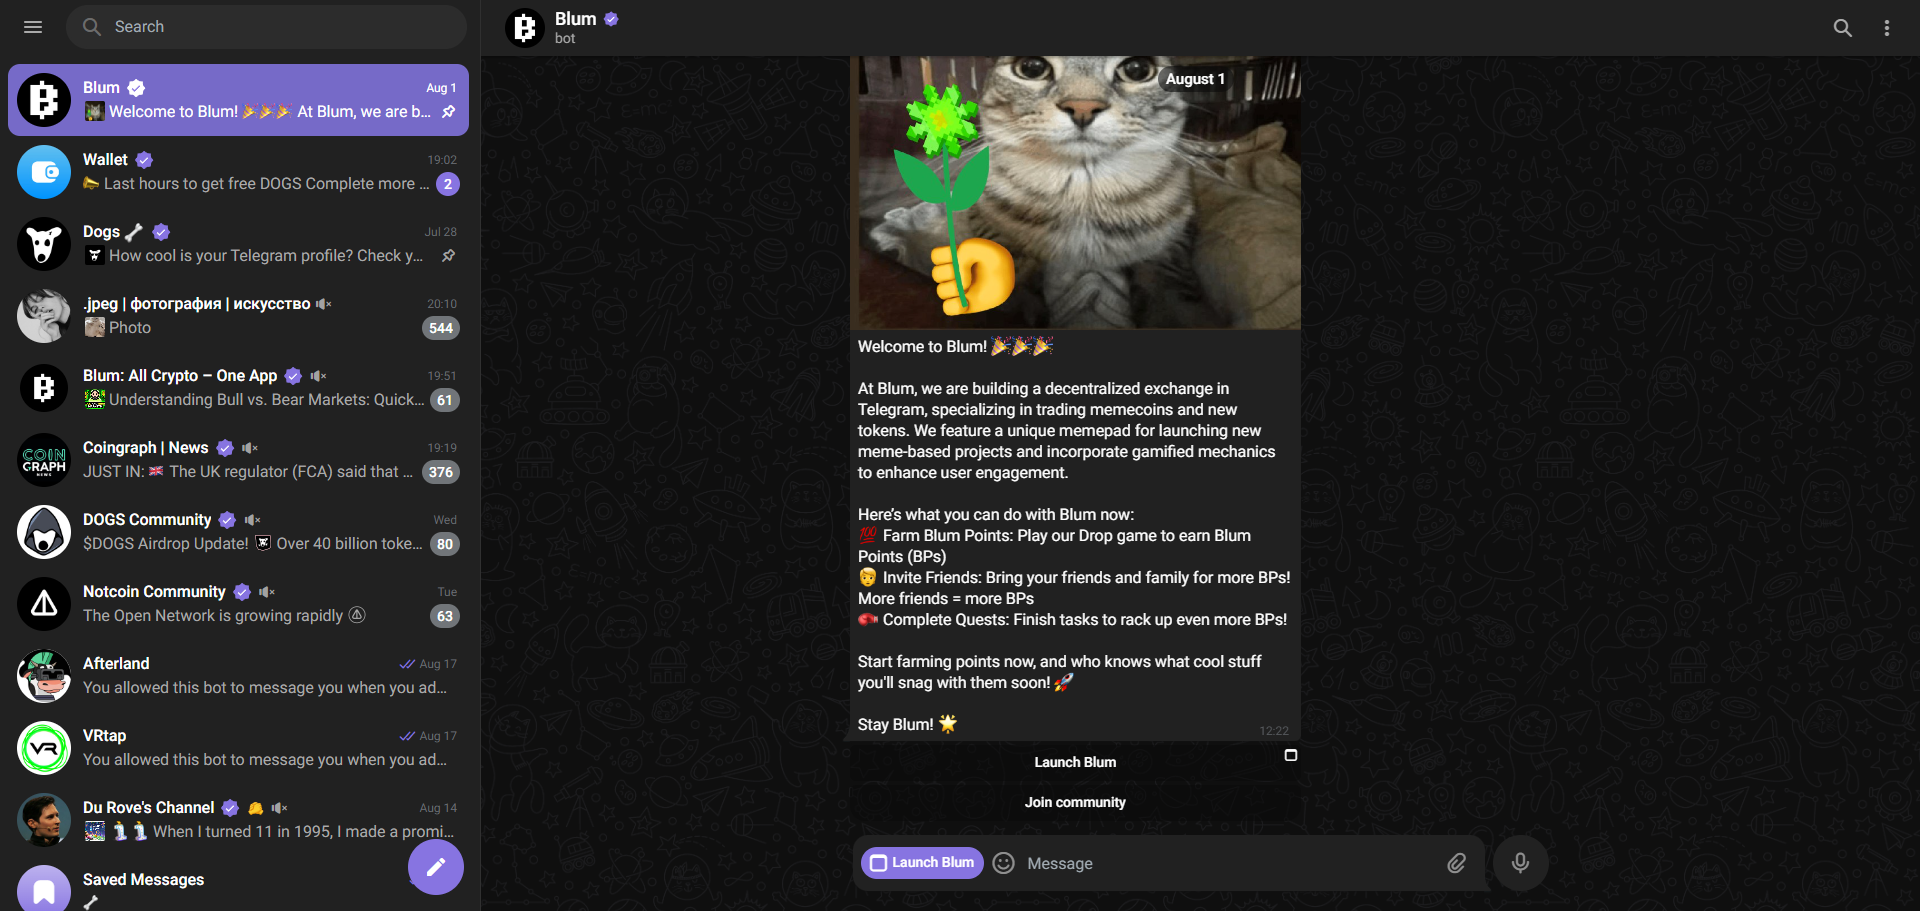 Search
Blum
Aug 1
Welcome to Blum! 🎉🎉🎉 At Blum, we are b...
Wallet
19:02
📣 Last hours to get free DOGS Complete more ...
2
Dogs 🦴
Jul 28
How cool is your Telegram profile? Check y...
.jpeg | фотография | искусство
20:10
Photo
544
Blum: All Crypto – One App
19:51
Understanding Bull vs. Bear Markets: Quick...
61
COIN
GRAPH
NEWS
Coingraph | News
19:19
JUST IN: 🇬🇧 The UK regulator (FCA) said that ...
376
DOGS Community
Wed
$DOGS Airdrop Update! Over 40 billion toke...
80
Notcoin Community
Tue
The Open Network is growing rapidly
63
Afterland
Aug 17
You allowed this bot to message you when you ad...
VR
VRtap
Aug 17
You allowed this bot to message you when you ad...
Du Rove's Channel
Aug 14
When I turned 11 in 1995, I made a promi...
Saved Messages
🦴
Blum
bot
August 1
Welcome to Blum! 🎉🎉🎉
At Blum, we are building a decentralized exchange in
Telegram, specializing in trading memecoins and new
tokens. We feature a unique memepad for launching new
meme-based projects and incorporate gamified mechanics
to enhance user engagement.
Here's what you can do with Blum now:
💯 Farm Blum Points: Play our Drop game to earn Blum
Points (BPs)
🧑 Invite Friends: Bring your friends and family for more BPs!
More friends = more BPs
🥊 Complete Quests: Finish tasks to rack up even more BPs!
Start farming points now, and who knows what cool stuff
you'll snag with them soon! 🚀
Stay Blum! 🌟
12:22
Launch Blum
Join community
Launch Blum
Message